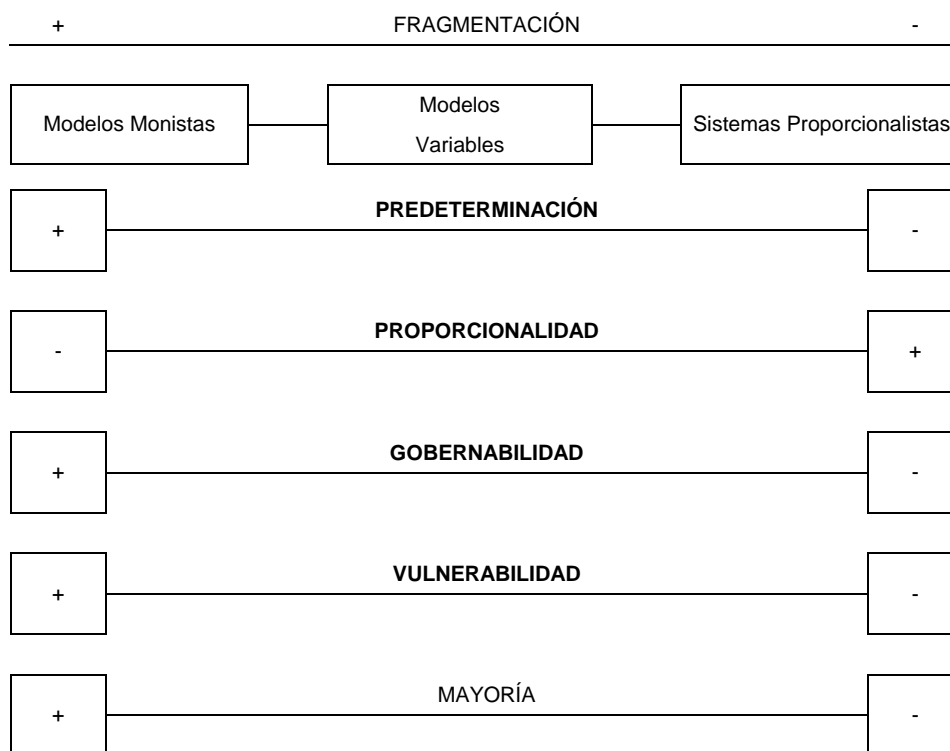 + FRAGMENTACIÓN -
Modelos Monistas
Modelos
Variables
Sistemas Proporcionalistas
PREDETERMINACIÓN
+ -
PROPORCIONALIDAD
- +
GOBERNABILIDAD
+ -
VULNERABILIDAD
+ -
MAYORÍA
+ -